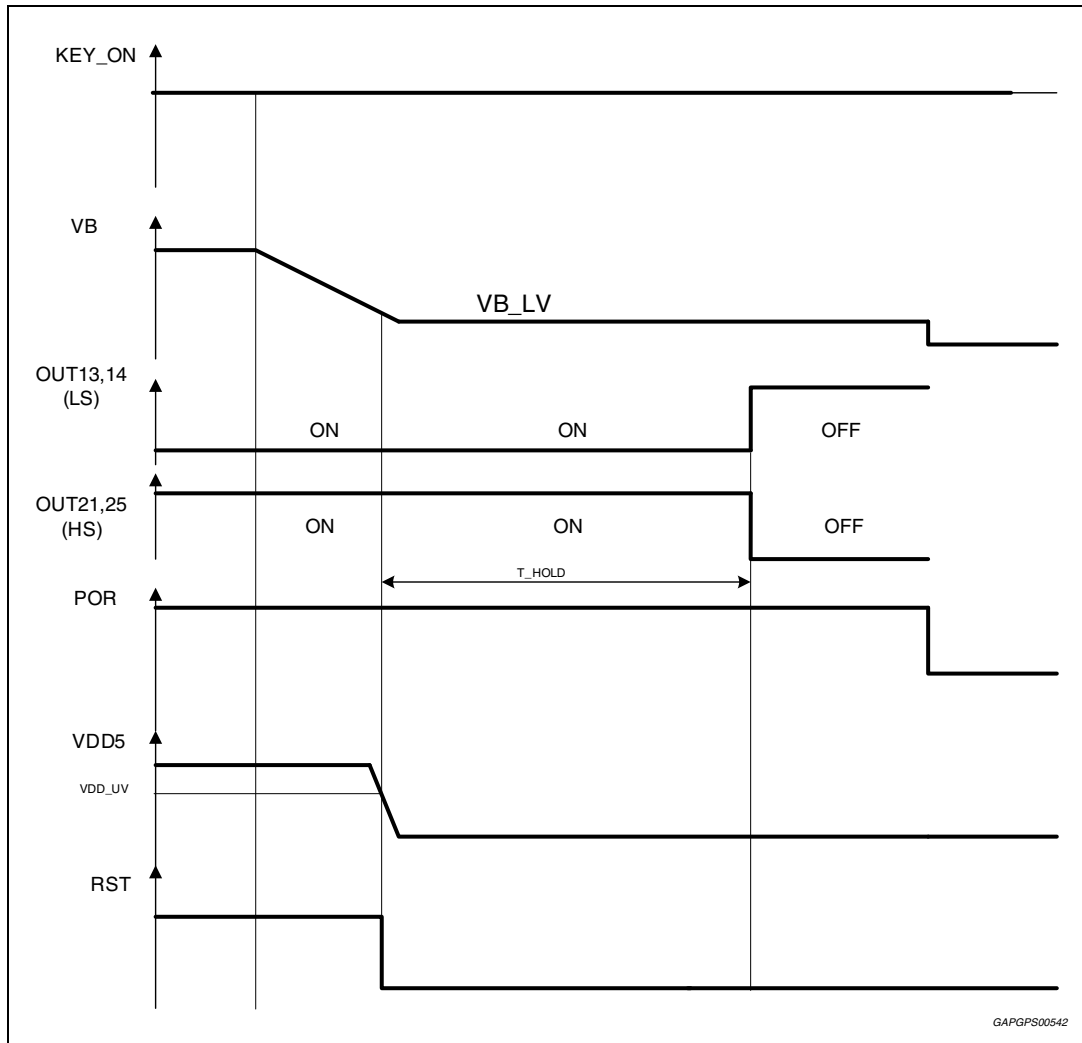 KEY_ON
VB
VB_LV
OUT13,14
(LS)
ON
ON
OFF
OUT21,25
(HS)
ON
ON
OFF
T_HOLD
POR
VDD5
VDD_UV
RST
GAPGPS00542